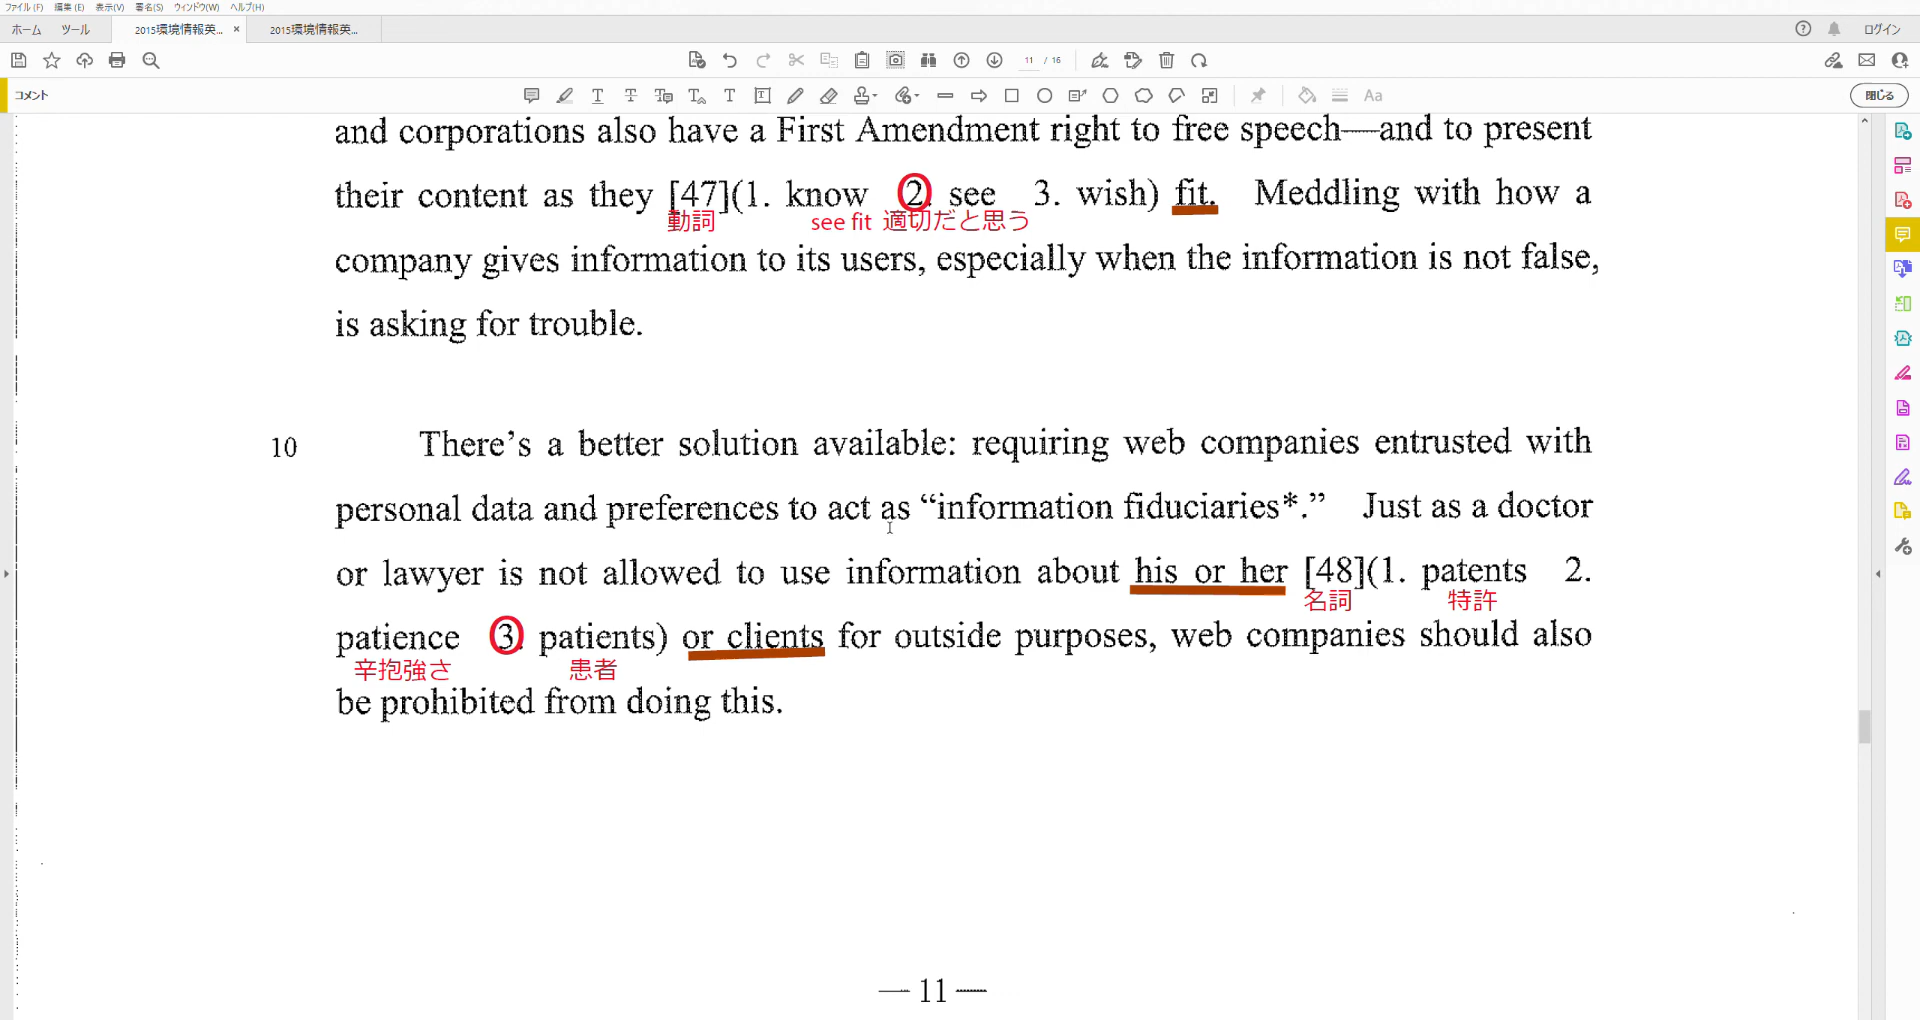 ファイル(F) 編集(E) 表示(V) 署名(S) ウィンドウ(W) ヘルプ(H)
ホーム ツール 2015環境情報英... × 2015環境情報英... ログイン
11 / 16
コメント 閉じる
and corporations also have a First Amendment right to free speech—and to present
their content as they [47](1. know 2. see 3. wish) fit. Meddling with how a
動詞 see fit 適切だと思う
company gives information to its users, especially when the information is not false,
is asking for trouble.
10 There's a better solution available: requiring web companies entrusted with
personal data and preferences to act as “information fiduciaries*.” Just as a doctor
or lawyer is not allowed to use information about his or her [48](1. patents 2.
名詞 特許
patience 3. patients) or clients for outside purposes, web companies should also
辛抱強さ 患者
be prohibited from doing this.
— 11 —